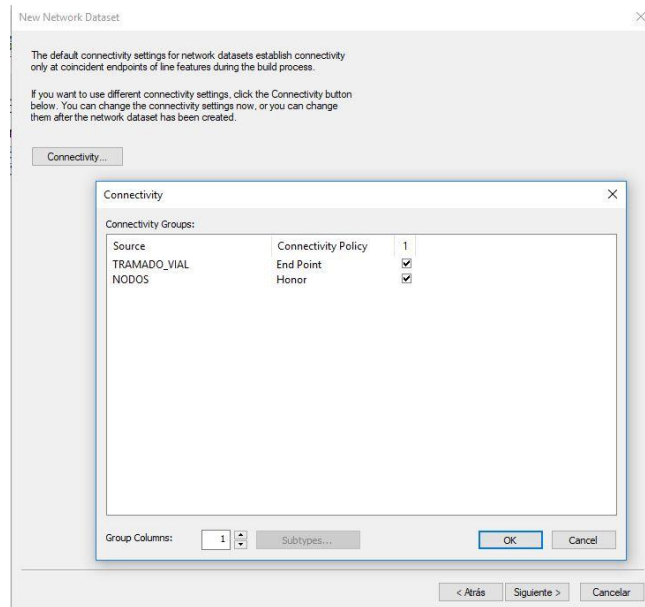 New Network Dataset
The default connectivity settings for network datasets establish connectivity
only at coincident endpoints of line features during the build process.
If you want to use different connectivity settings, click the Connectivity button
below. You can change the connectivity settings now, or you can change
them after the network dataset has been created.
Connectivity...
Connectivity
Connectivity Groups:
Source Connectivity Policy 1
TRAMADO_VIAL End Point
NODOS Honor
Group Columns: 1 Subtypes... OK Cancel
< Atrás Siguiente > Cancelar